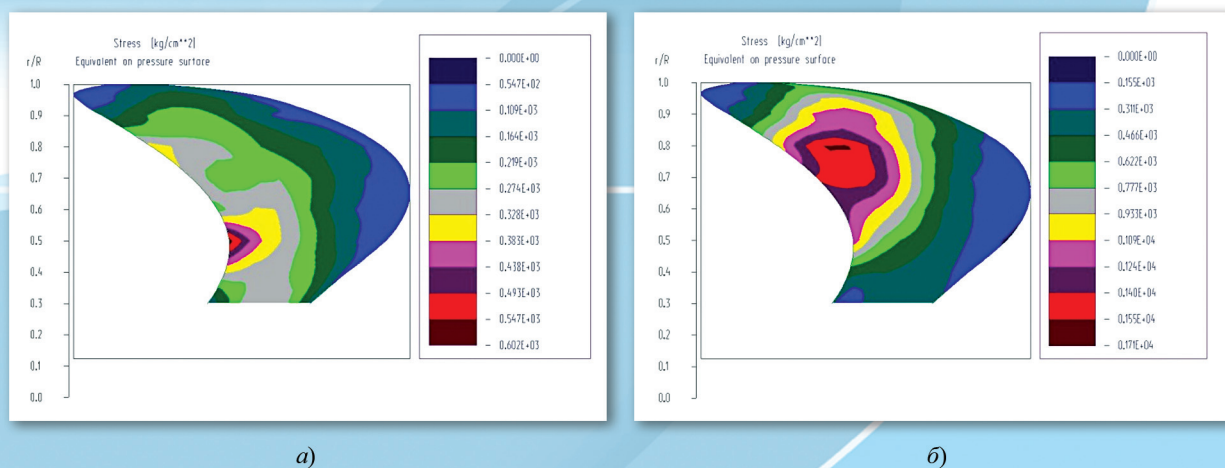 Stress [kg/cm**2]
Equivalent on pressure surface
r/R
1.0
0.9
0.8
0.7
0.6
0.5
0.4
0.3
0.2
0.1
0.0
- 0.000E+00
- 0.547E+02
- 0.109E+03
- 0.164E+03
- 0.219E+03
- 0.274E+03
- 0.328E+03
- 0.383E+03
- 0.438E+03
- 0.493E+03
- 0.547E+03
- 0.602E+03
а)
Stress [kg/cm**2]
Equivalent on pressure surface
r/R
1.0
0.9
0.8
0.7
0.6
0.5
0.4
0.3
0.2
0.1
0.0
- 0.000E+00
- 0.155E+03
- 0.311E+03
- 0.466E+03
- 0.622E+03
- 0.777E+03
- 0.933E+03
- 0.109E+04
- 0.124E+04
- 0.140E+04
- 0.155E+04
- 0.171E+04
б)